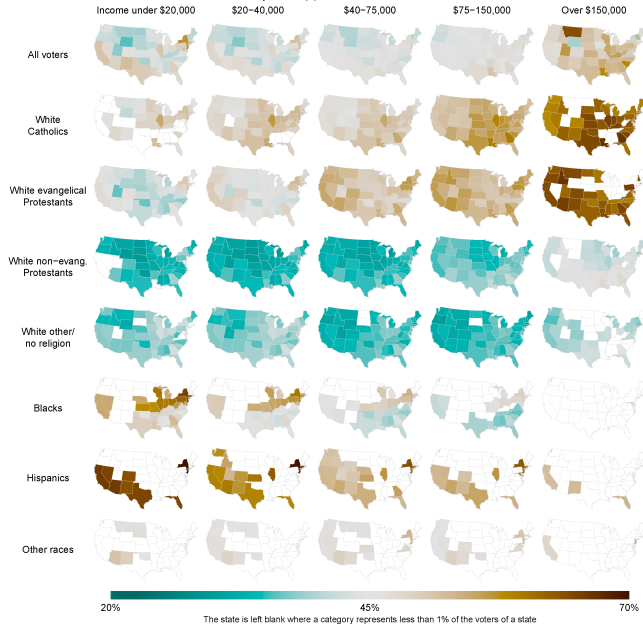 Income under $20,000 $20−40,000 $40−75,000 $75−150,000 Over $150,000
All voters
White
Catholics
White evangelical
Protestants
White non−evang.
Protestants
White other/
no religion
Blacks
Hispanics
Other races
20% 45% 70%
The state is left blank where a category represents less than 1% of the voters of a state